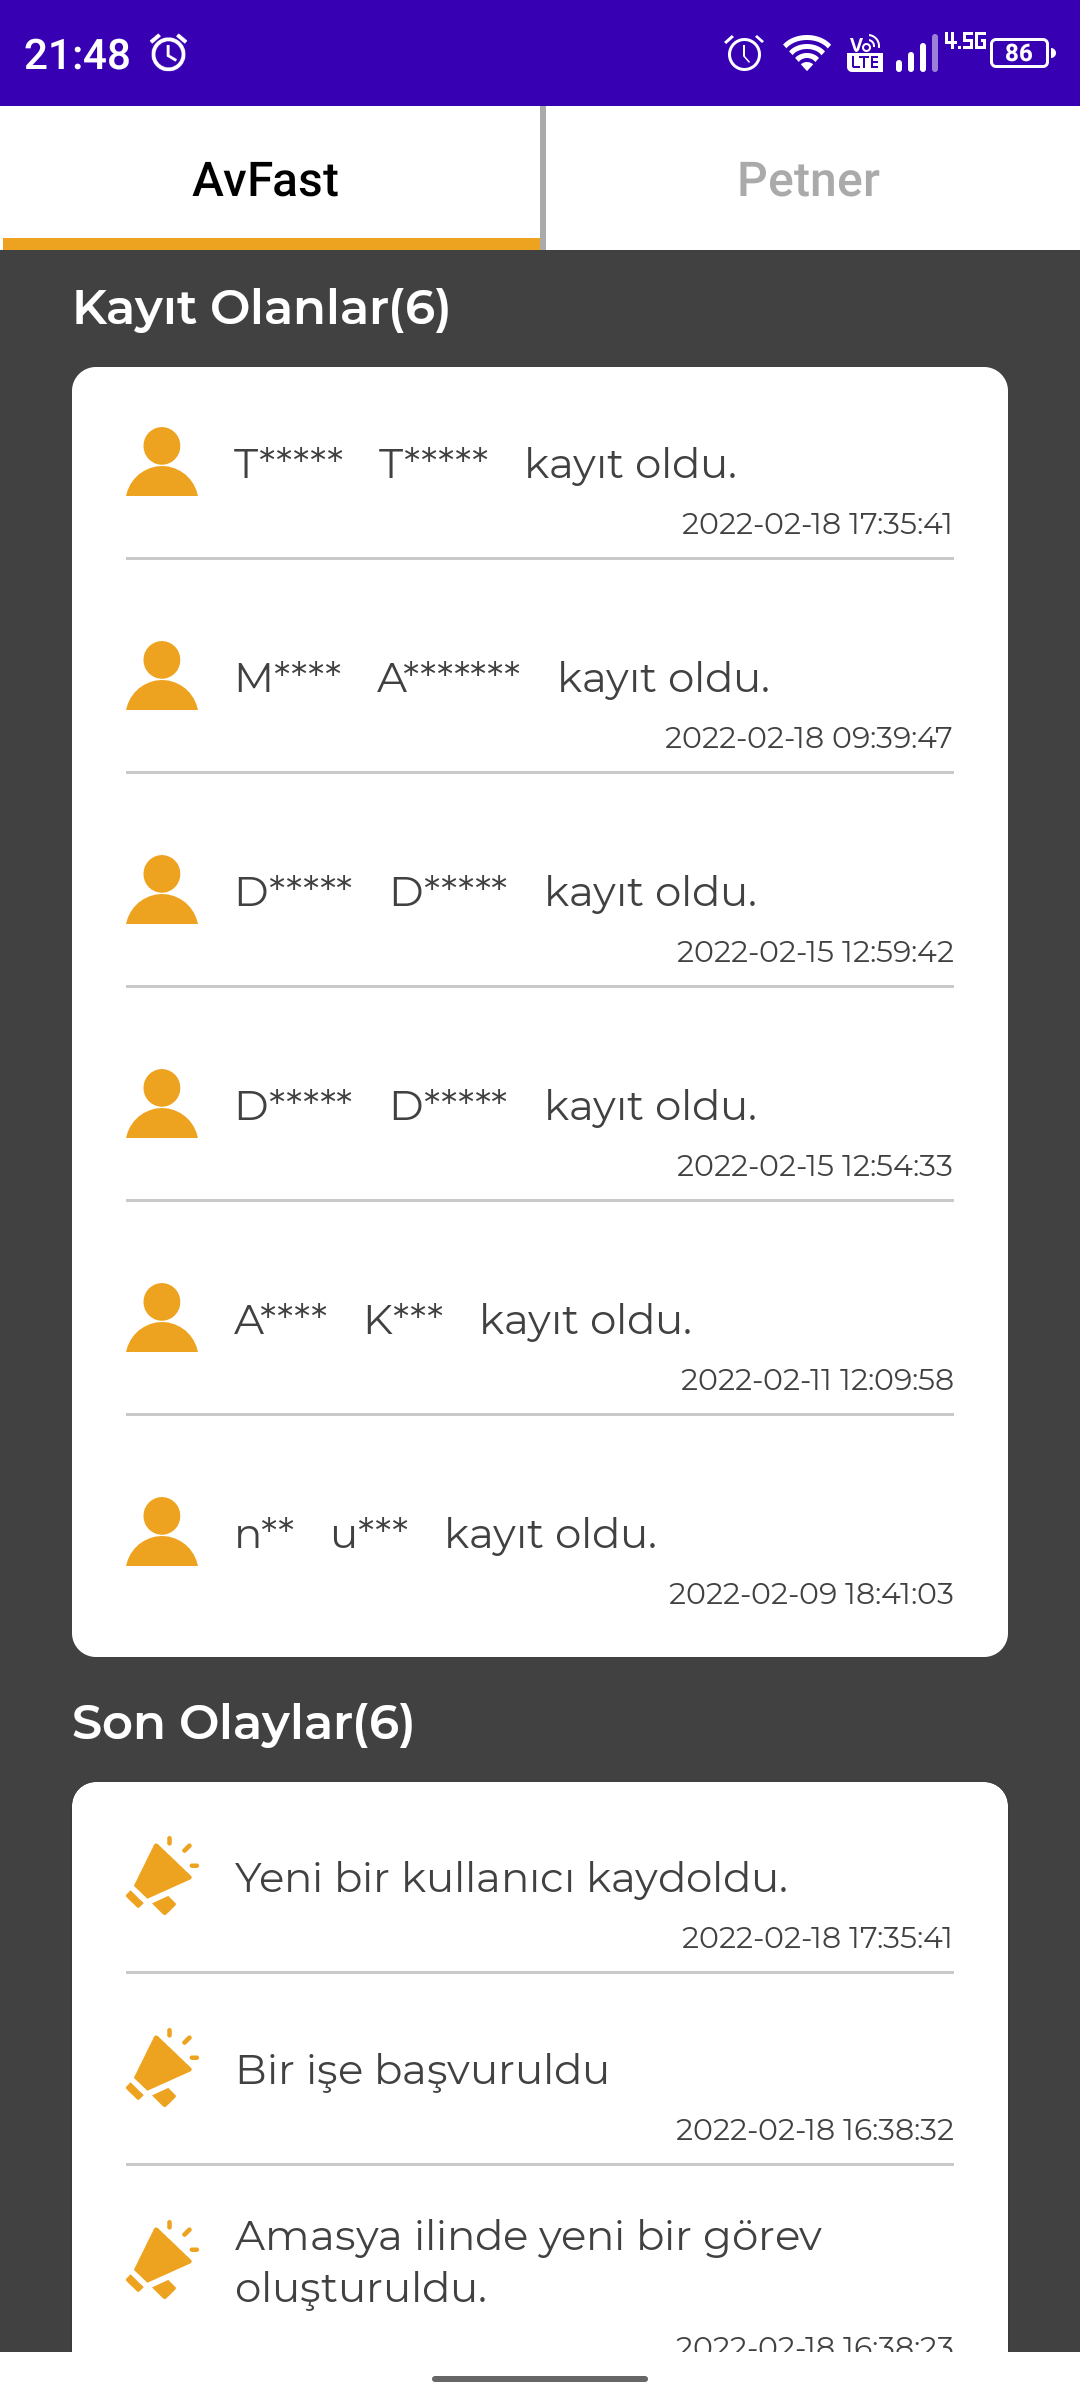 21:48 4.5G 86
Vo LTE
AvFast Petner
Kayıt Olanlar(6)
T***** T***** kayıt oldu.
2022-02-18 17:35:41
M**** A******* kayıt oldu.
2022-02-18 09:39:47
D***** D***** kayıt oldu.
2022-02-15 12:59:42
D***** D***** kayıt oldu.
2022-02-15 12:54:33
A**** K*** kayıt oldu.
2022-02-11 12:09:58
n** u*** kayıt oldu.
2022-02-09 18:41:03
Son Olaylar(6)
Yeni bir kullanıcı kaydoldu.
2022-02-18 17:35:41
Bir işe başvuruldu
2022-02-18 16:38:32
Amasya ilinde yeni bir görev
oluşturuldu.
2022-02-18 16:38:23